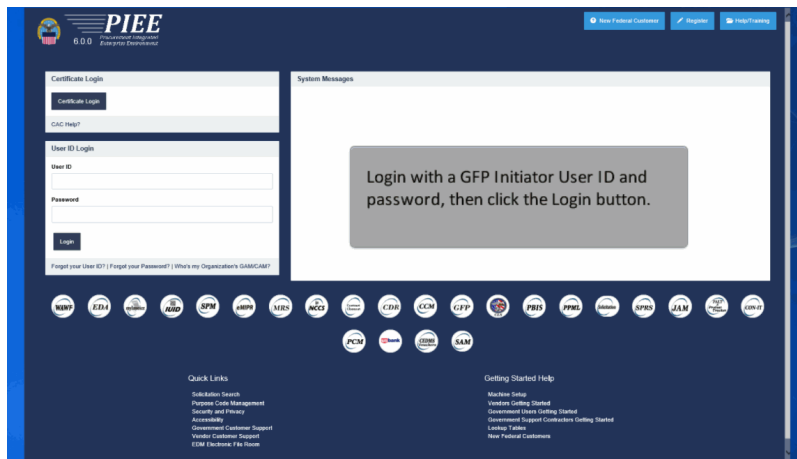 PIEE
6.0.0 Procurement Integrated
Enterprise Environment
New Federal Customer
Register
Help/Training
Certificate Login
Certificate Login
CAC Help?
User ID Login
User ID
Password
Login
Forgot your User ID? | Forgot your Password? | Who's my Organization's GAM/CAM?
System Messages
Login with a GFP Initiator User ID and
password, then click the Login button.
WAWF
EDA
IUID
SPM
eMIPR
MRS
NCCS
CDR
CCM
GFP
PBIS
PPML
SPRS
JAM
CON-IT
PCM
SAM
Quick Links
Solicitation Search
Purpose Code Management
Security and Privacy
Accessibility
Government Customer Support
Vendor Customer Support
EDM Electronic File Room
Getting Started Help
Machine Setup
Vendors Getting Started
Government Users Getting Started
Government Support Contractors Getting Started
Lookup Tables
New Federal Customers